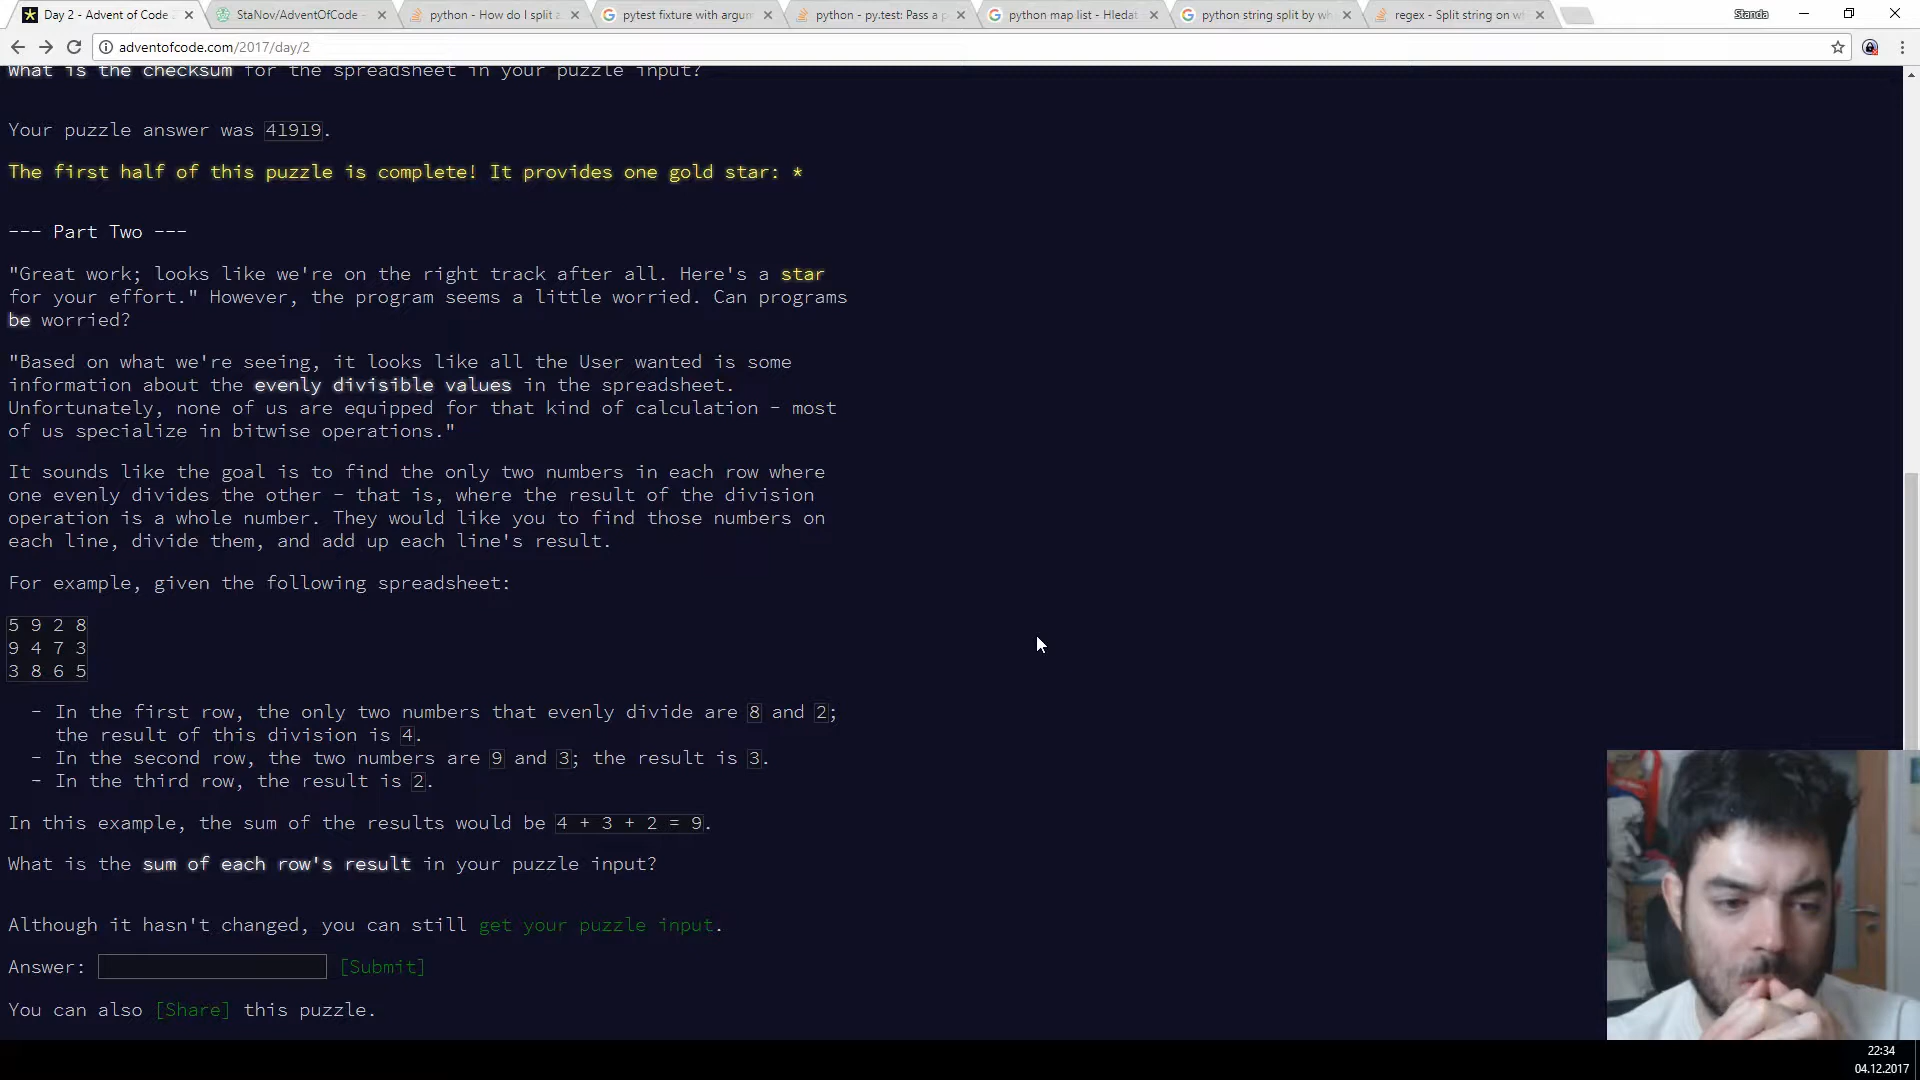 Day 2 - Advent of Code
StaNov/AdventOfCode -
python - How do I split a
pytest fixture with argum
python - py.test: Pass a p
python map list - Hledat
python string split by wh
regex - Split string on w
Standa
adventofcode.com/2017/day/2
What is the checksum for the spreadsheet in your puzzle input?
Your puzzle answer was 41919.
The first half of this puzzle is complete! It provides one gold star: *
--- Part Two ---
"Great work; looks like we're on the right track after all. Here's a star
for your effort." However, the program seems a little worried. Can programs
be worried?
"Based on what we're seeing, it looks like all the User wanted is some
information about the evenly divisible values in the spreadsheet.
Unfortunately, none of us are equipped for that kind of calculation - most
of us specialize in bitwise operations."
It sounds like the goal is to find the only two numbers in each row where
one evenly divides the other - that is, where the result of the division
operation is a whole number. They would like you to find those numbers on
each line, divide them, and add up each line's result.
For example, given the following spreadsheet:
5 9 2 8
9 4 7 3
3 8 6 5
- In the first row, the only two numbers that evenly divide are 8 and 2;
the result of this division is 4.
- In the second row, the two numbers are 9 and 3; the result is 3.
- In the third row, the result is 2.
In this example, the sum of the results would be 4 + 3 + 2 = 9.
What is the sum of each row's result in your puzzle input?
Although it hasn't changed, you can still get your puzzle input.
Answer: [Submit]
You can also [Share] this puzzle.
22:34
04.12.2017